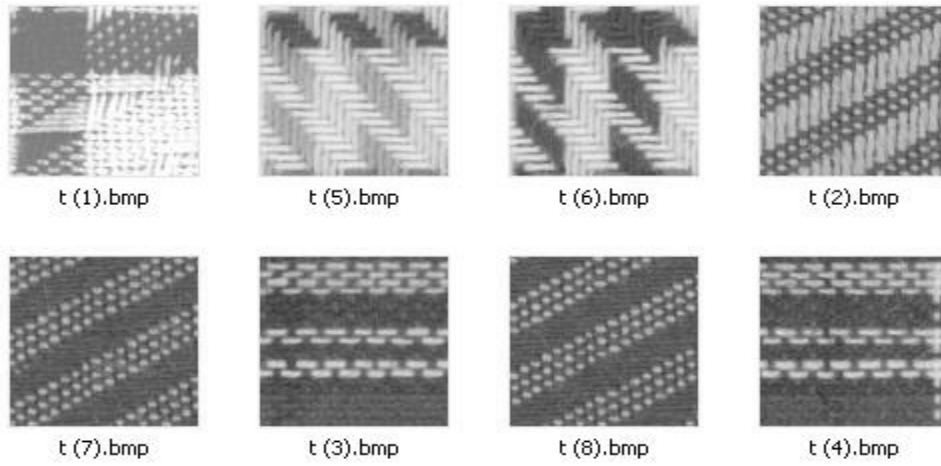 t (1).bmp
t (5).bmp
t (6).bmp
t (2).bmp
t (7).bmp
t (3).bmp
t (8).bmp
t (4).bmp